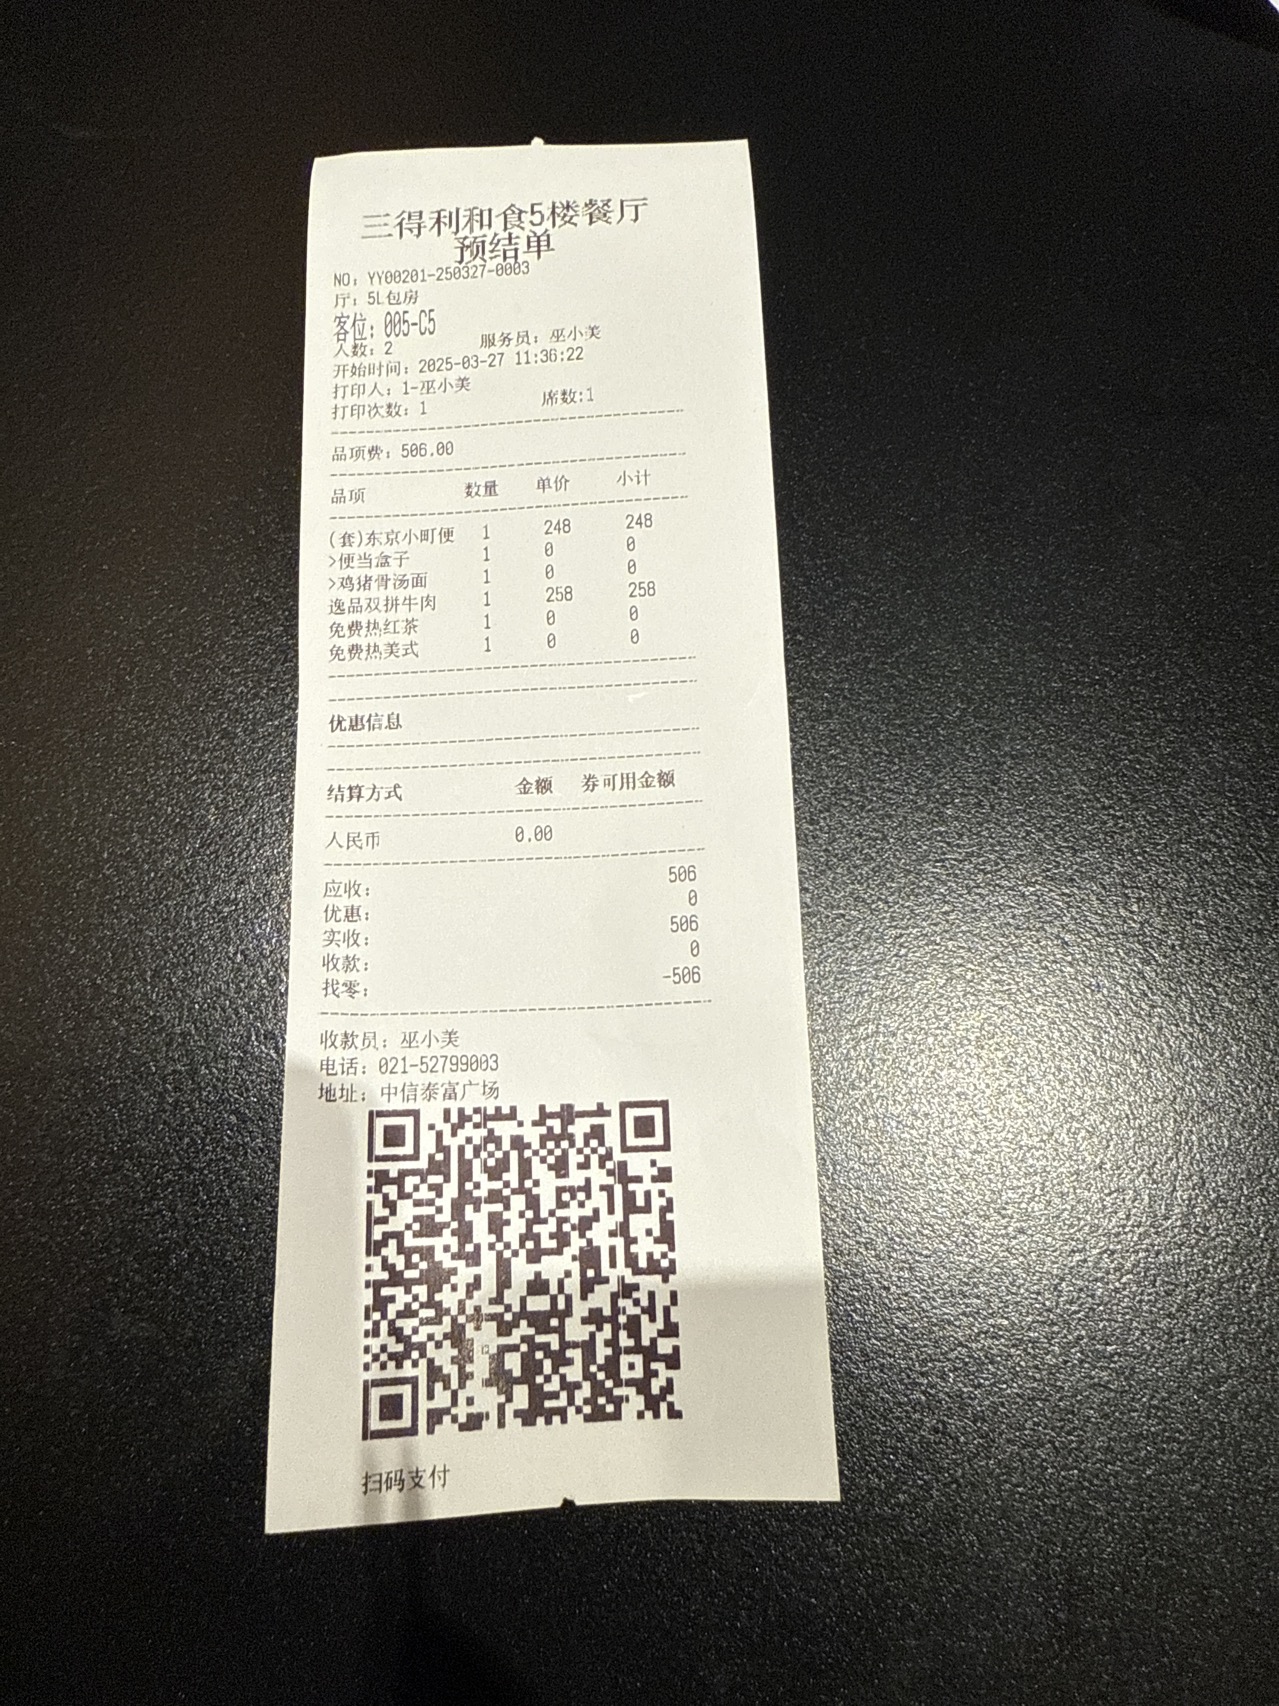 三得利和食5楼餐厅
预结单
NO: YY00201-250327-0003
厅: 5L包房
客位: 005-C5
人数: 2 服务员: 巫小美
开始时间: 2025-03-27 11:36:22
打印人: 1-巫小美
打印次数: 1 席数:1
品项费: 506.00
品项 数量 单价 小计
(套)东京小町便 1 248 248
>便当盒子 1 0 0
>鸡猪骨汤面 1 0 0
逸品双拼牛肉 1 258 258
免费热红茶 1 0 0
免费热美式 1 0 0
优惠信息
结算方式 金额 券可用金额
人民币 0.00
应收: 506
优惠: 0
实收: 506
收款: 0
找零: -506
收款员: 巫小美
电话: 021-52799003
地址: 中信泰富广场
扫码支付